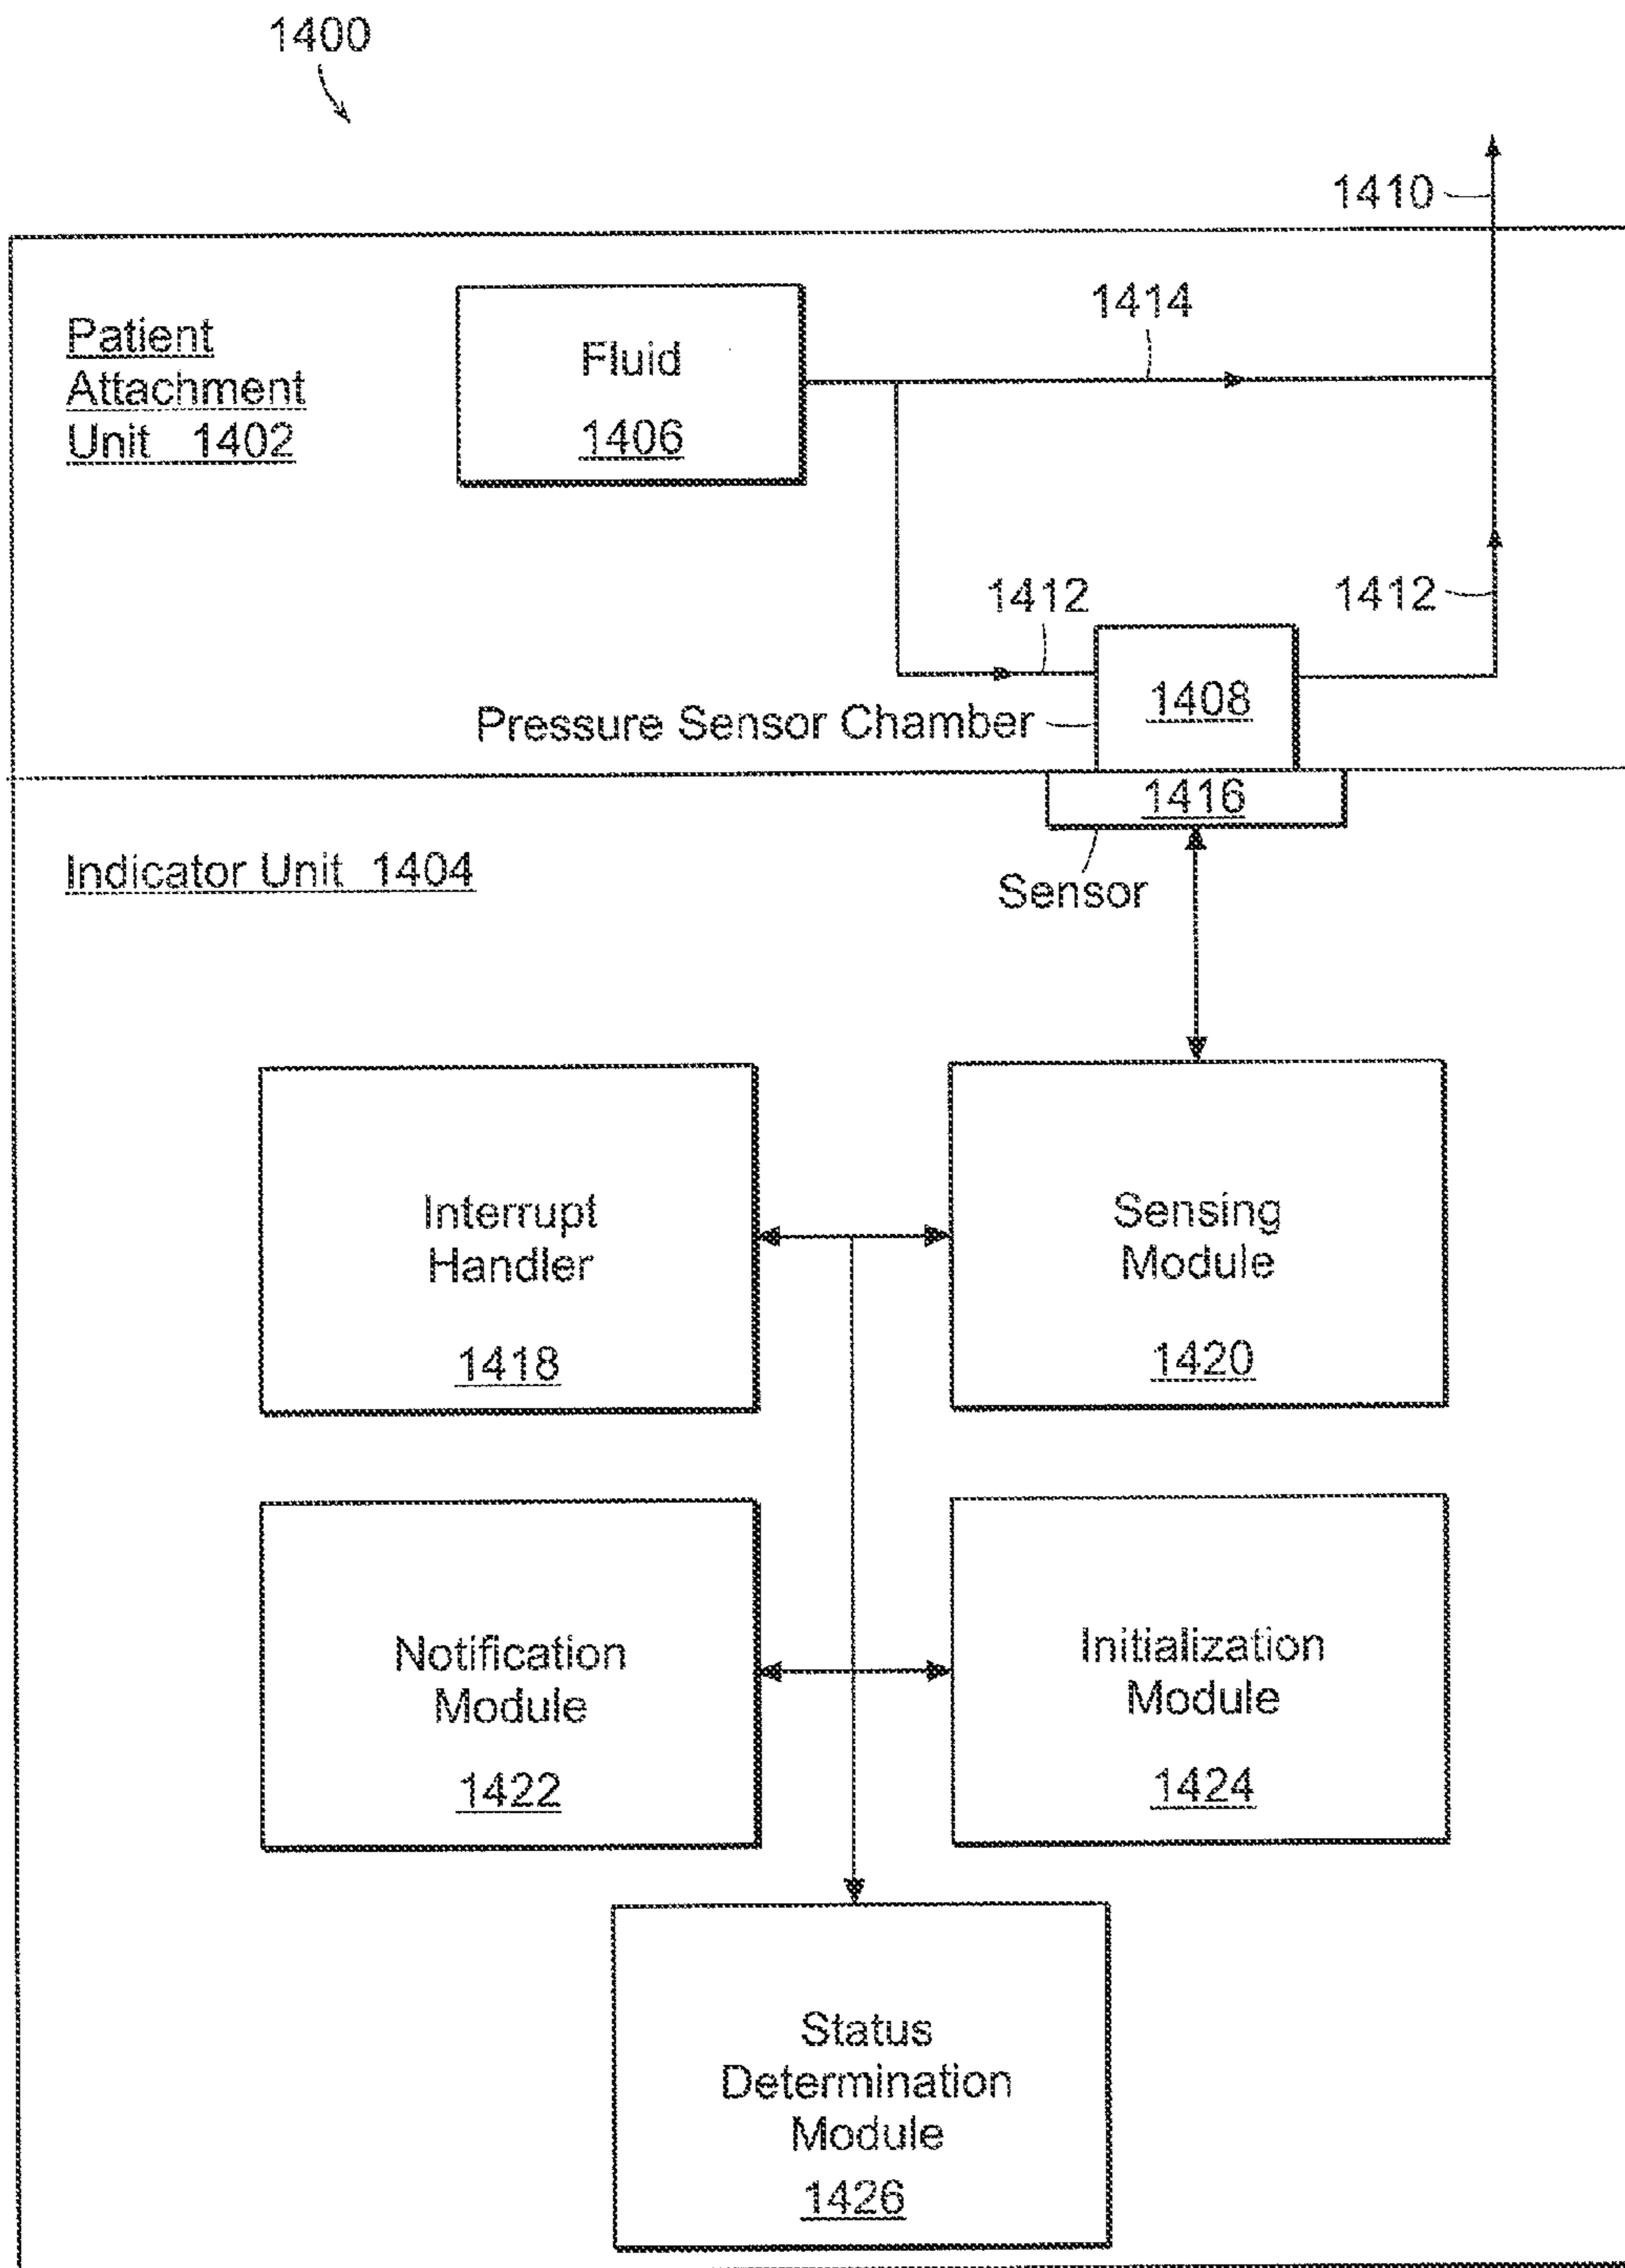 1400
1410
Patient
Attachment
Unit 1402
Fluid
1406
1414
1412
1412
Pressure Sensor Chamber
1408
1416
Sensor
Indicator Unit 1404
Interrupt
Handler
1418
Sensing
Module
1420
Notification
Module
1422
Initialization
Module
1424
Status
Determination
Module
1426